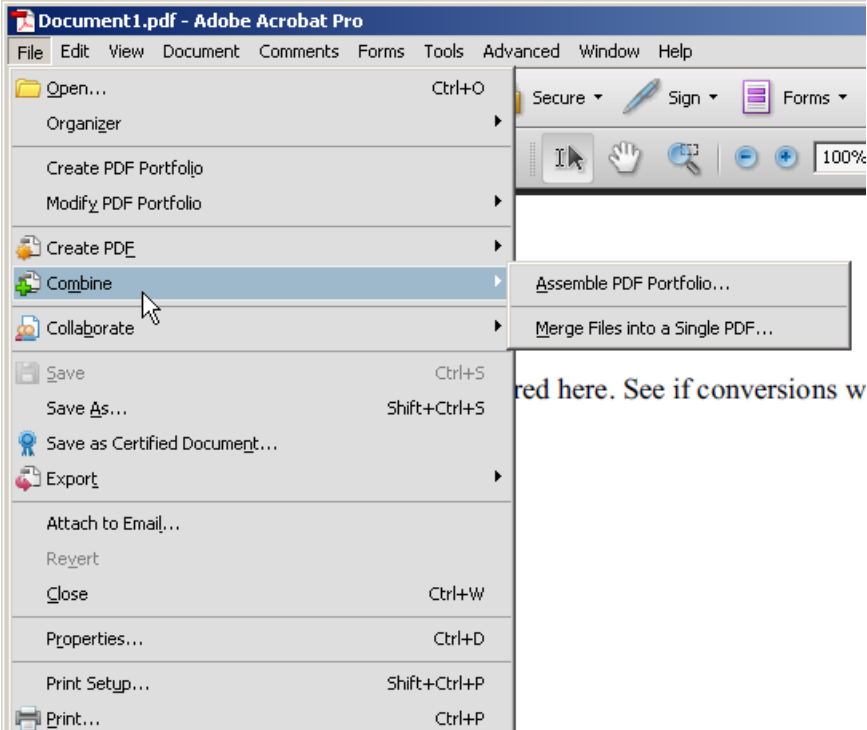 Document1.pdf - Adobe Acrobat Pro
File Edit View Document Comments Forms Tools Advanced Window Help
Open... Ctrl+O
Secure Sign Forms
Organizer
100%
Create PDF Portfolio
Modify PDF Portfolio
Create PDF
Combine
Assemble PDF Portfolio...
Collaborate
Merge Files into a Single PDF...
Save Ctrl+S
red here. See if conversions w
Save As... Shift+Ctrl+S
Save as Certified Document...
Export
Attach to Email...
Revert
Close Ctrl+W
Properties... Ctrl+D
Print Setup... Shift+Ctrl+P
Print... Ctrl+P